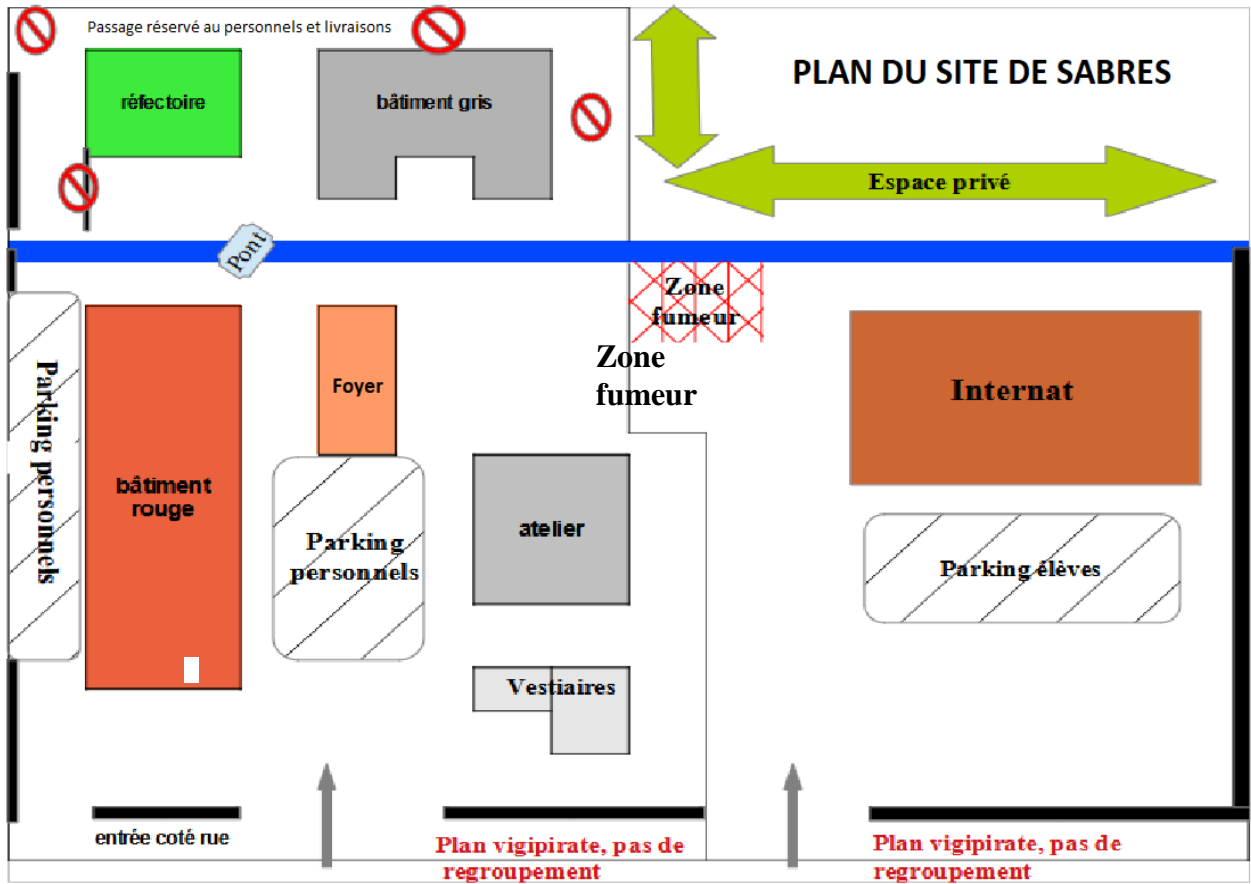 Passage réservé au personnels et livraisons
PLAN DU SITE DE SABRES
réfectoire
bâtiment gris
Espace privé
Pont
Zone
fumeur
Zone
fumeur
Parking personnels
Foyer
Internat
bâtiment
rouge
Parking
personnels
atelier
Parking élèves
Vestiaires
entrée coté rue
Plan vigipirate, pas de
regroupement
Plan vigipirate, pas de
regroupement